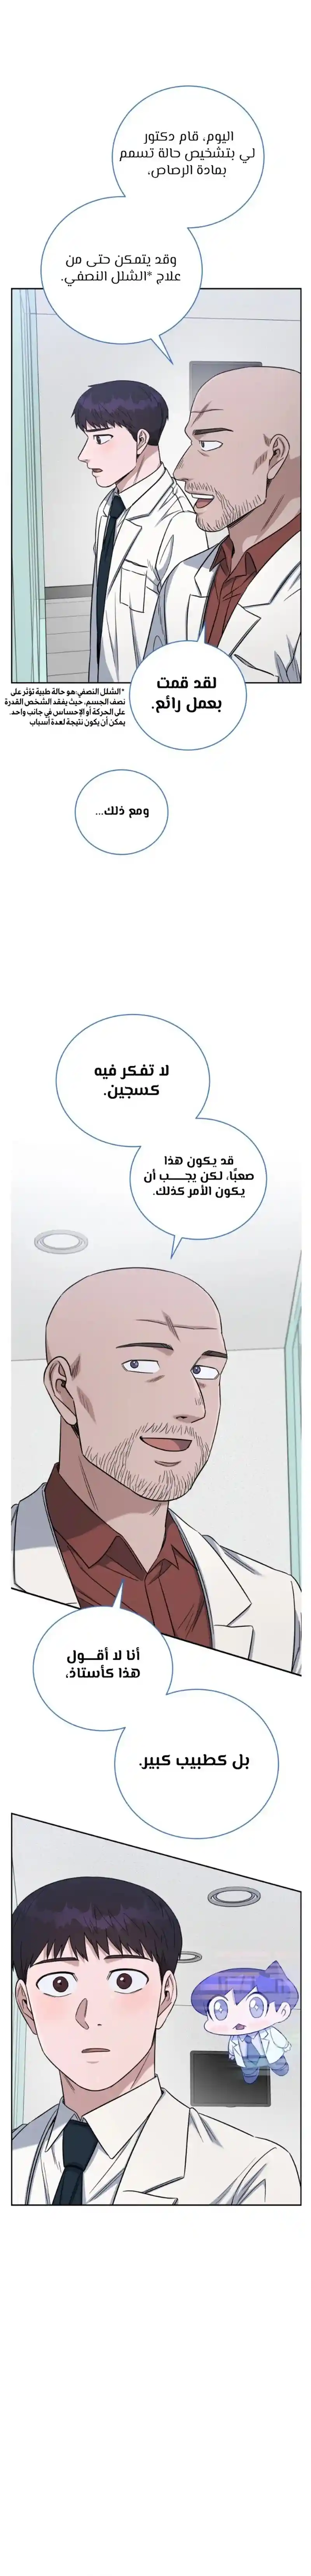 اليوم، قام دكتور
لي بتشخيص حالة تسمم
بمادة الرصاص،
وقد يتمكن حتى من
علاج *الشلل النصفي.
لقد قمت
بعمل رائع.
*الشلل النصفي:هو حالة طبية تؤثر على
نصف الجسم، حيث يفقد الشخص القدرة
على الحركة أو الإحساس في جانب واحد.
يمكن أن يكون نتيجة لعدة أسباب
ومع ذلك...
لا تفكر فيه
كسجين.
قد يكون هذا
صعبًا، لكن يجـــــب أن
يكون الأمر كذلك.
أنا لا أقـــول
هذا كأستاذ،
بل كطبيب كبير.